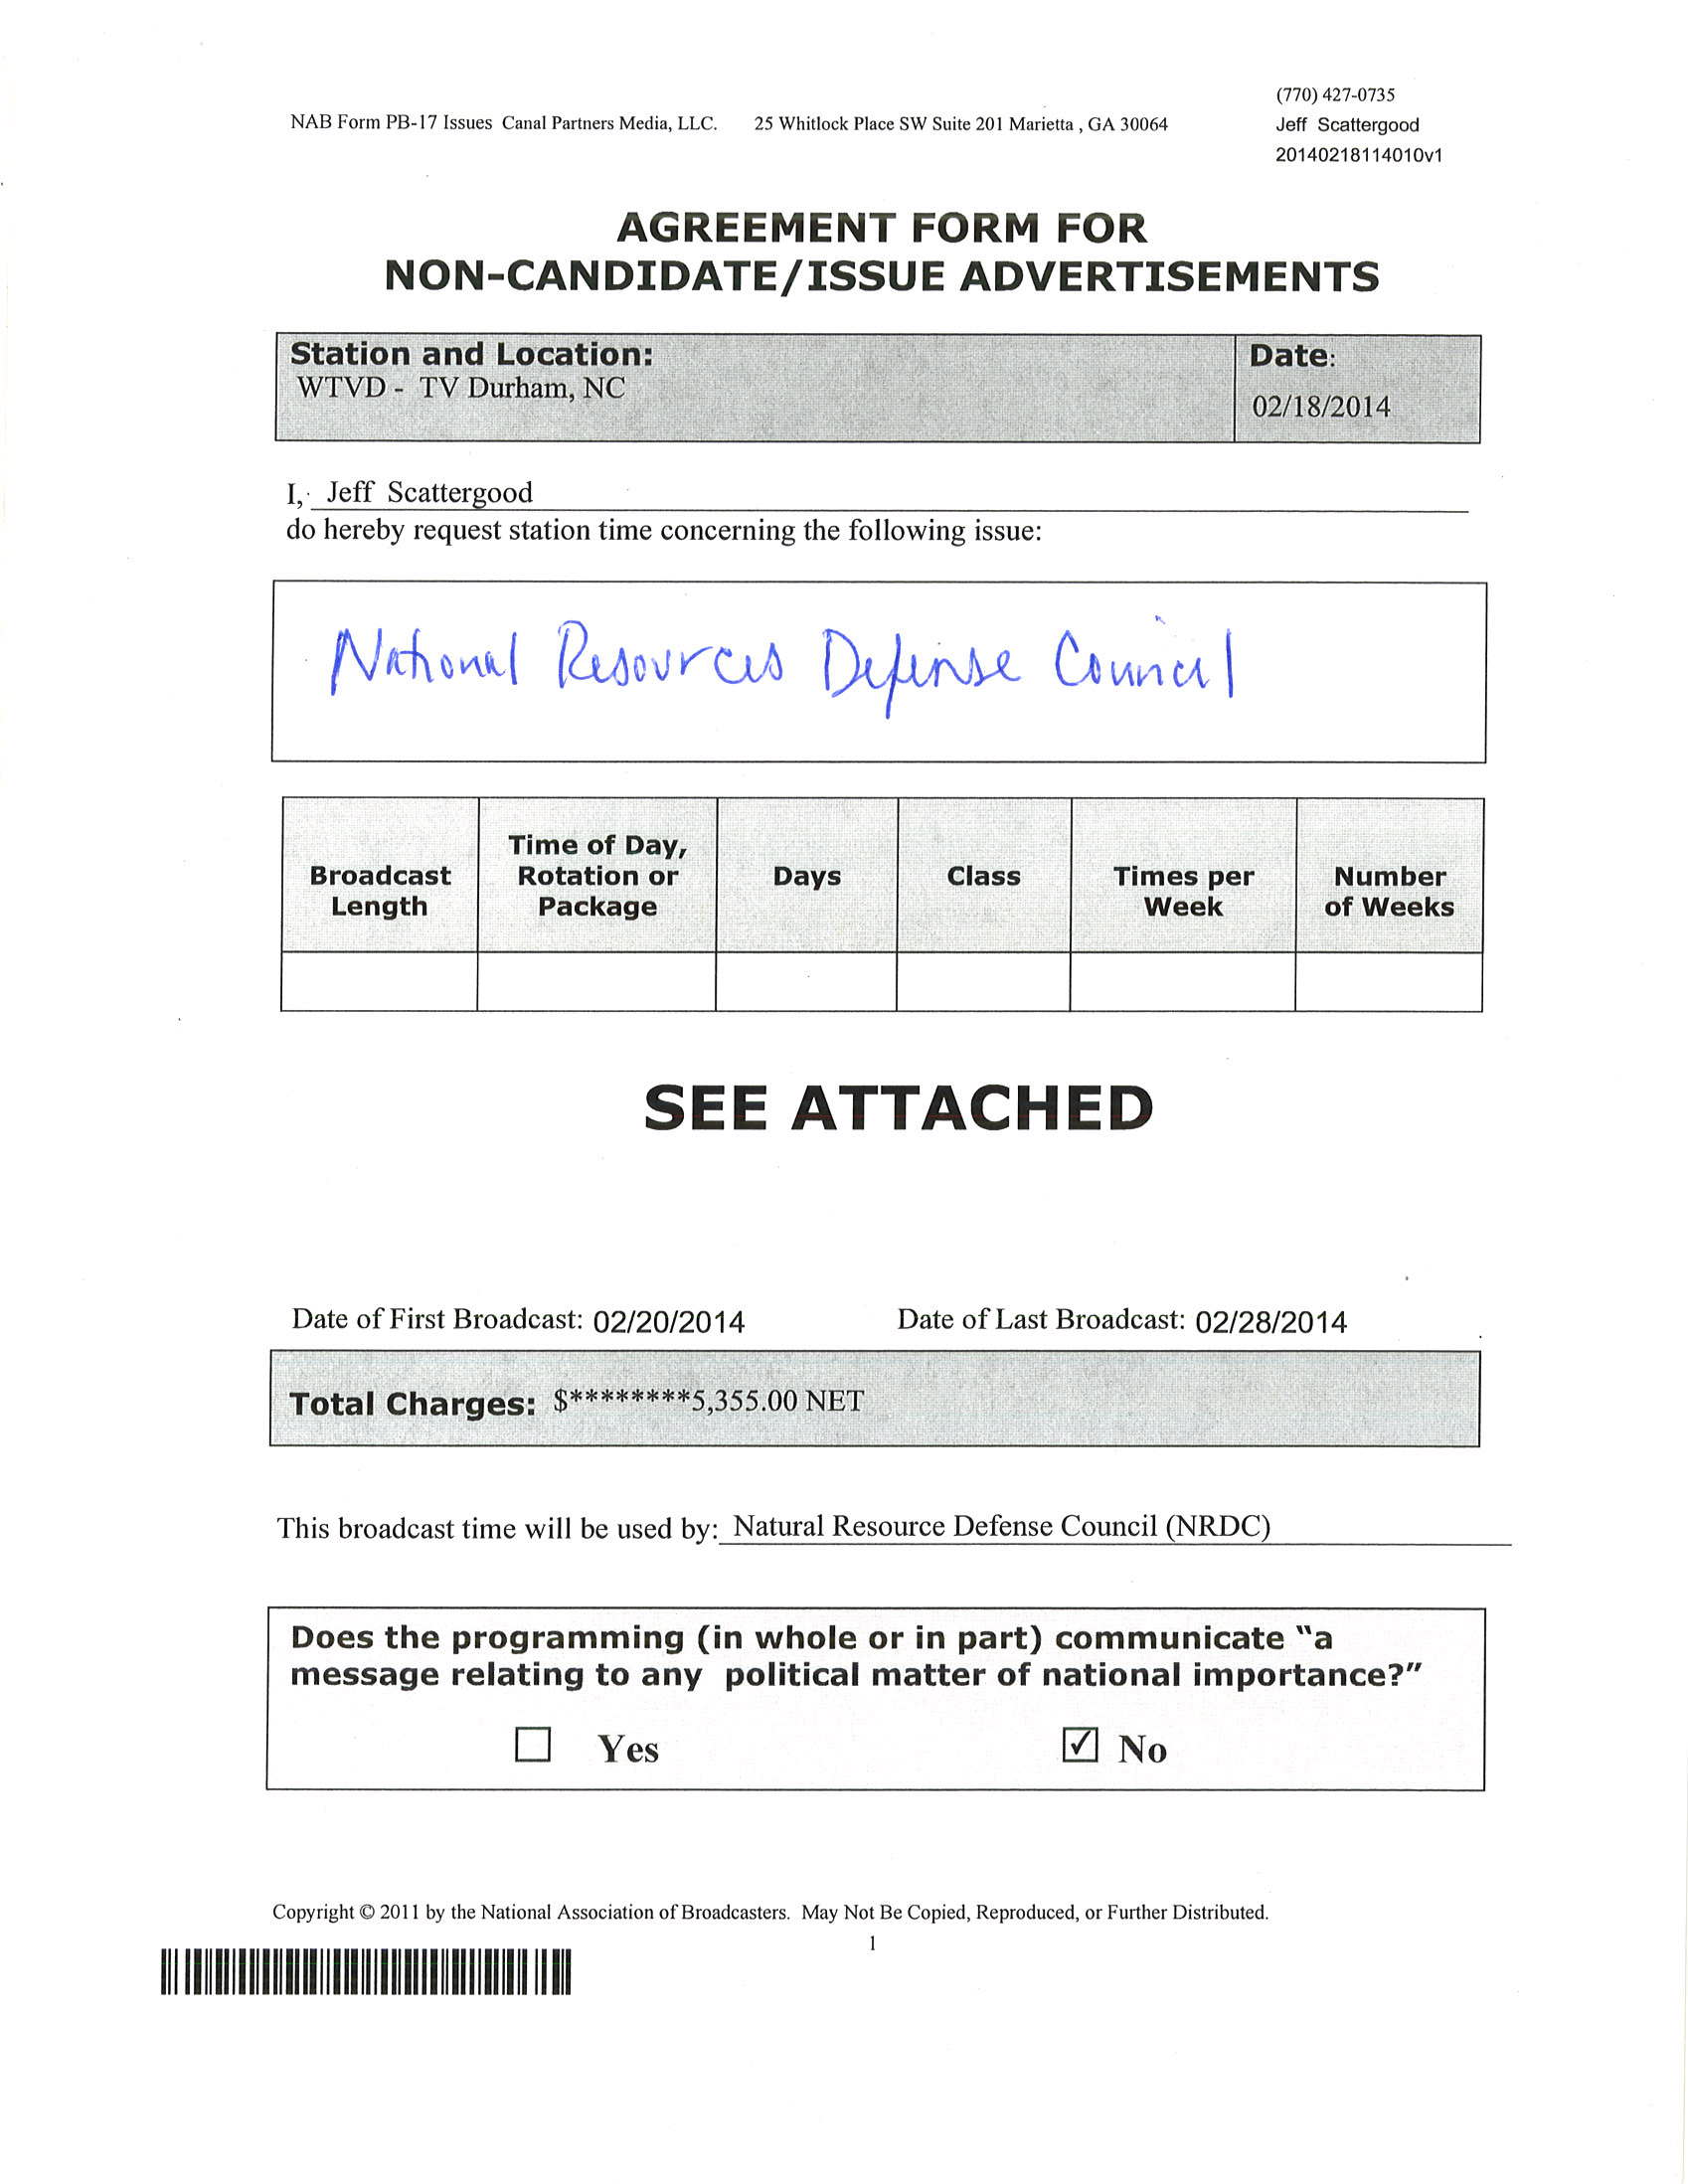 (770) 427-0735
NAB Form PB-17 Issues Canal Partners Media, LLC. 25 Whitlock Place SW Suite 201 Marietta , GA 30064
Jeff Scattergood
20140218114010v1
AGREEMENT FORM FOR
NON-CANDIDATE/ISSUE ADVERTISEMENTS
Station and Location:
WTVD - TV Durham, NC
Date:
02/18/2014
I, Jeff Scattergood
do hereby request station time concerning the following issue:
National Resources Defense Council
Broadcast Length
Time of Day, Rotation or Package
Days
Class
Times per Week
Number of Weeks
SEE ATTACHED
Date of First Broadcast: 02/20/2014 Date of Last Broadcast: 02/28/2014
Total Charges: $********5,355.00 NET
This broadcast time will be used by: Natural Resource Defense Council (NRDC)
Does the programming (in whole or in part) communicate "a
message relating to any political matter of national importance?"
☐ Yes ☑ No
Copyright © 2011 by the National Association of Broadcasters. May Not Be Copied, Reproduced, or Further Distributed.
1